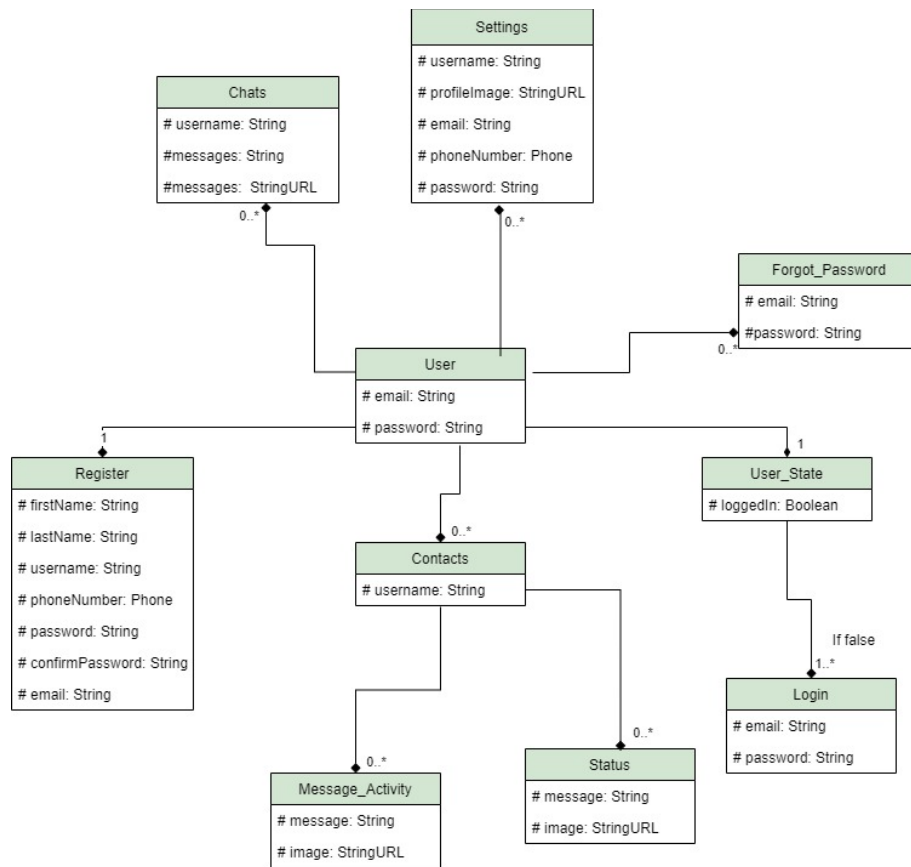 Settings
# username: String
# profileImage: StringURL
# email: String
# phoneNumber: Phone
# password: String
0..*
Chats
# username: String
#messages: String
#messages: StringURL
0..*
Forgot_Password
# email: String
#password: String
0..*
User
# email: String
# password: String
1
Register
# firstName: String
# lastName: String
# username: String
# phoneNumber: Phone
# password: String
# confirmPassword: String
# email: String
1
User_State
# loggedIn: Boolean
0..*
Contacts
# username: String
If false
1..*
Login
# email: String
# password: String
0..*
Message_Activity
# message: String
# image: StringURL
0..*
Status
# message: String
# image: StringURL